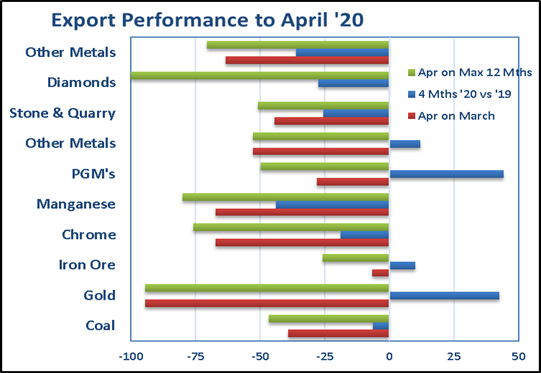 Export Performance to April '20
Other Metals
Diamonds
Stone & Quarry
Other Metals
PGM's
Manganese
Chrome
Iron Ore
Gold
Coal
Apr on Max 12 Mths
4 Mths '20 vs '19
Apr on March
-100 -75 -50 -25 0 25 50